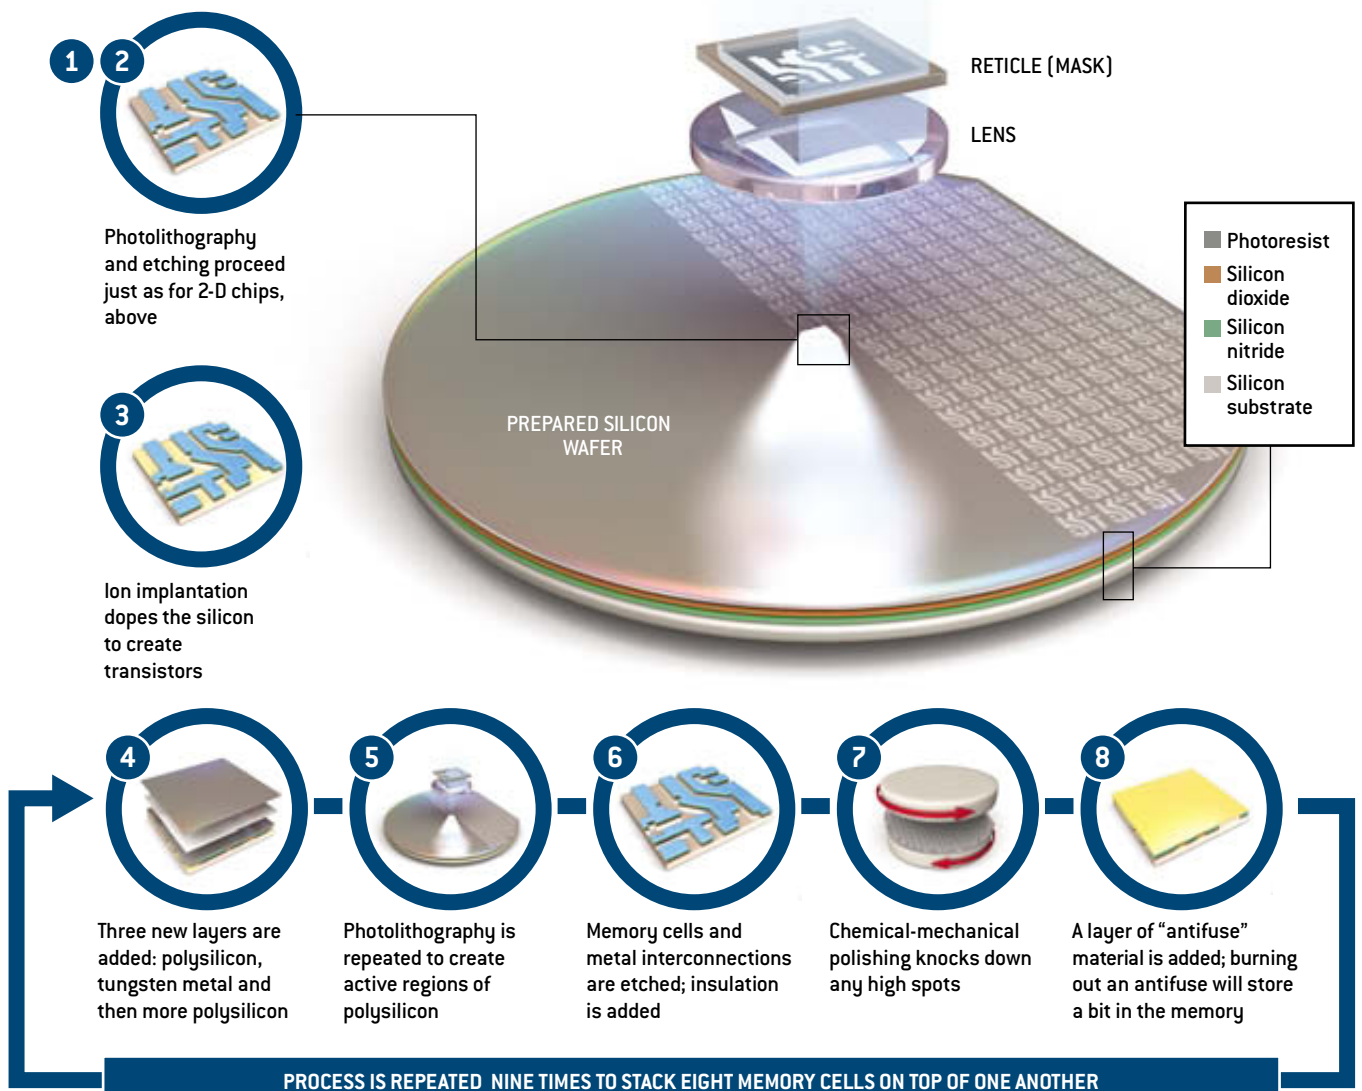 1
2
Photolithography
and etching proceed
just as for 2-D chips,
above
RETICLE (MASK)
LENS
Photoresist
Silicon
dioxide
Silicon
nitride
Silicon
substrate
PREPARED SILICON
WAFER
3
Ion implantation
dopes the silicon
to create
transistors
4
Three new layers are
added: polysilicon,
tungsten metal and
then more polysilicon
5
Photolithography is
repeated to create
active regions of
polysilicon
6
Memory cells and
metal interconnections
are etched; insulation
is added
7
Chemical-mechanical
polishing knocks down
any high spots
8
A layer of “antifuse”
material is added; burning
out an antifuse will store
a bit in the memory
PROCESS IS REPEATED NINE TIMES TO STACK EIGHT MEMORY CELLS ON TOP OF ONE ANOTHER